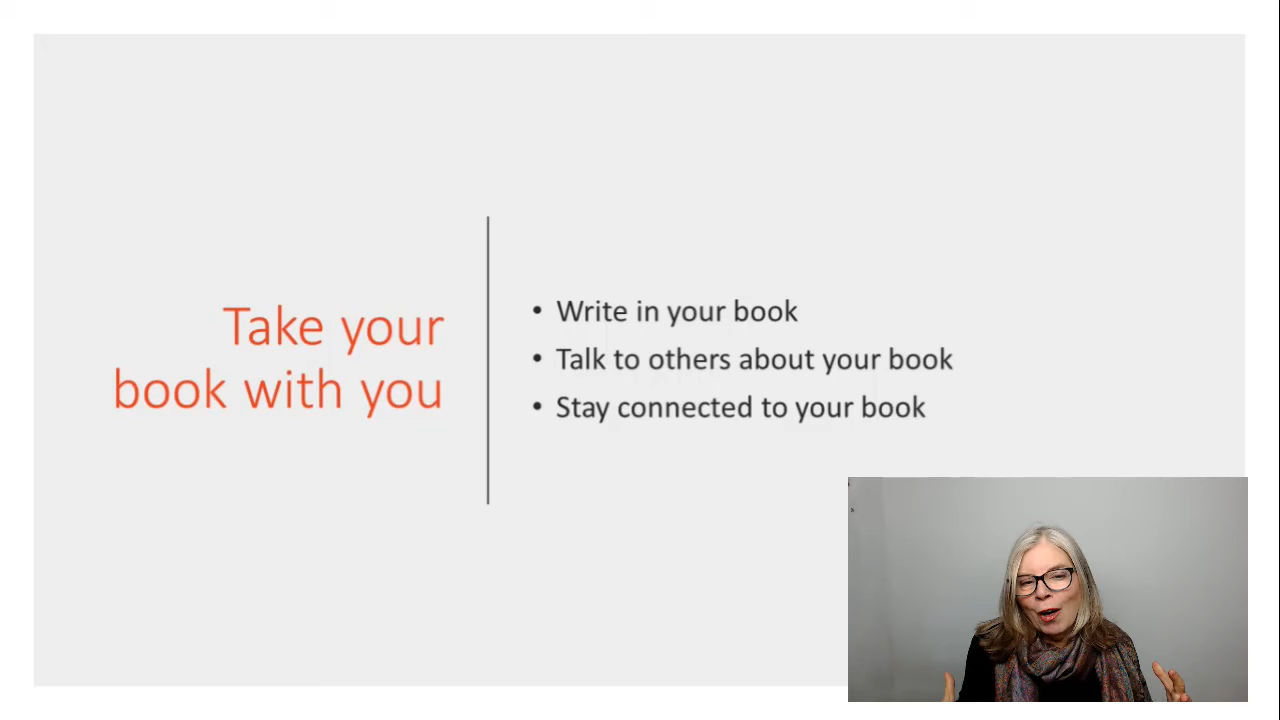 Take your
book with you
• Write in your book
• Talk to others about your book
• Stay connected to your book